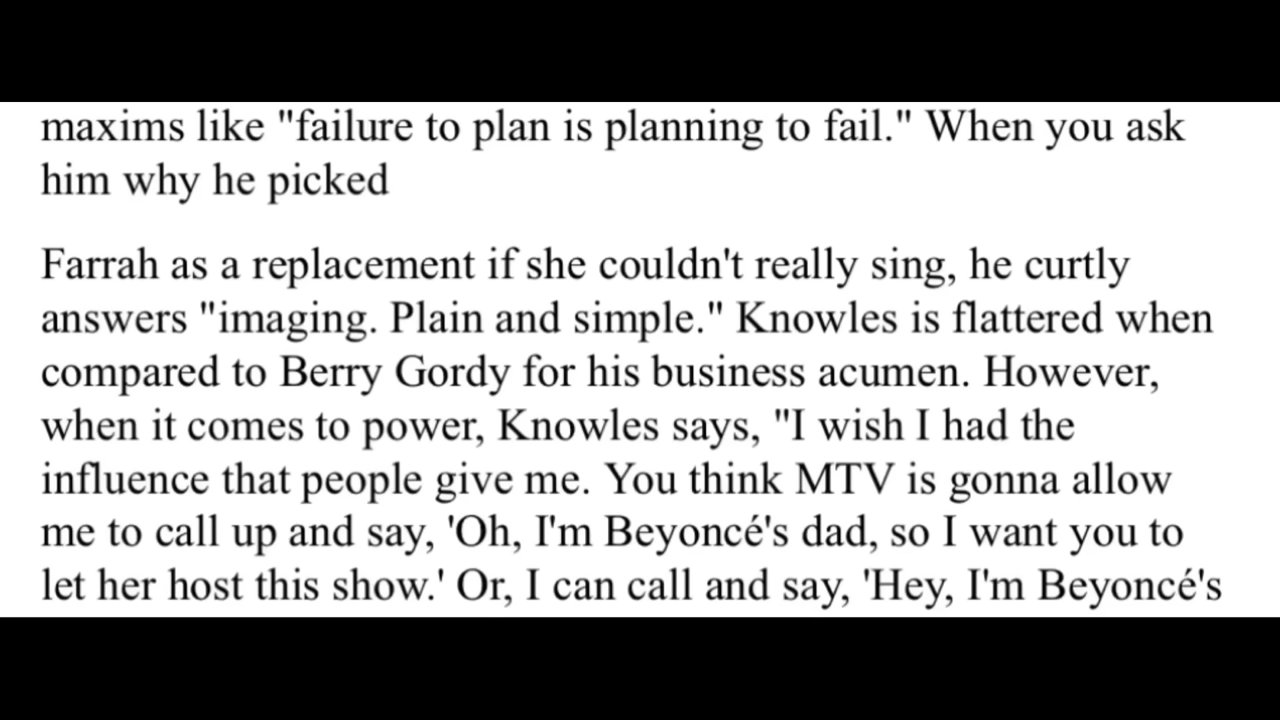 maxims like "failure to plan is planning to fail." When you ask
him why he picked
Farrah as a replacement if she couldn't really sing, he curtly
answers "imaging. Plain and simple." Knowles is flattered when
compared to Berry Gordy for his business acumen. However,
when it comes to power, Knowles says, "I wish I had the
influence that people give me. You think MTV is gonna allow
me to call up and say, 'Oh, I'm Beyoncé's dad, so I want you to
let her host this show.' Or, I can call and say, 'Hey, I'm Beyoncé's